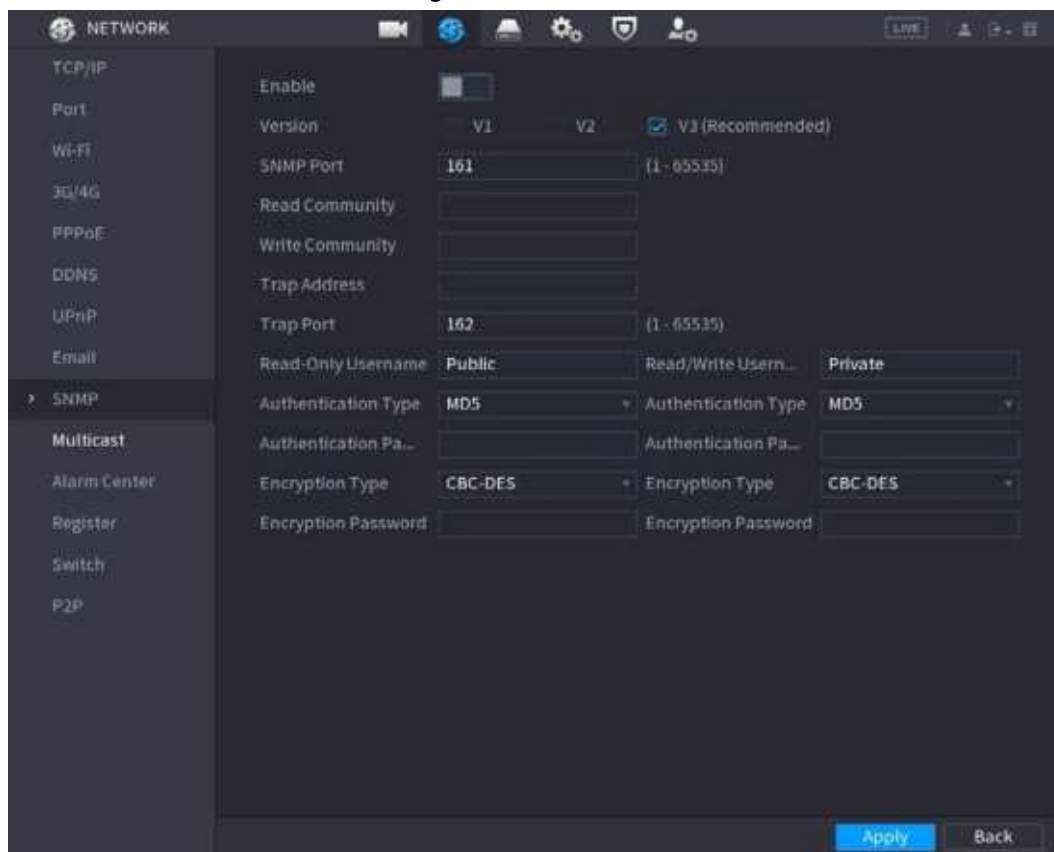 NETWORK
LIVE
TCP/IP
Port
Wi-Fi
3G/4G
PPPoE
DDNS
UPnP
Email
SNMP
Multicast
Alarm Center
Register
Switch
P2P
Enable
Version V1 V2 V3 (Recommended)
SNMP Port 161 (1 - 65535)
Read Community
Write Community
Trap Address
Trap Port 162 (1 - 65535)
Read-Only Username Public Read/Write Usern... Private
Authentication Type MD5 Authentication Type MD5
Authentication Pa... Authentication Pa...
Encryption Type CBC-DES Encryption Type CBC-DES
Encryption Password Encryption Password
Apply Back